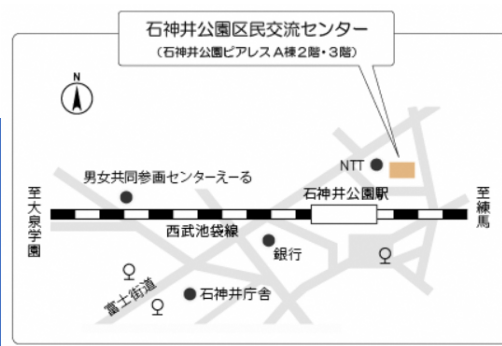 石神井公園区民交流センター
(石神井公園ピアレスA棟2階・3階)
N
NTT
男女共同参画センターえーる
石神井公園駅
至大泉学園
至練馬
西武池袋線
銀行
富士街道
石神井庁舎